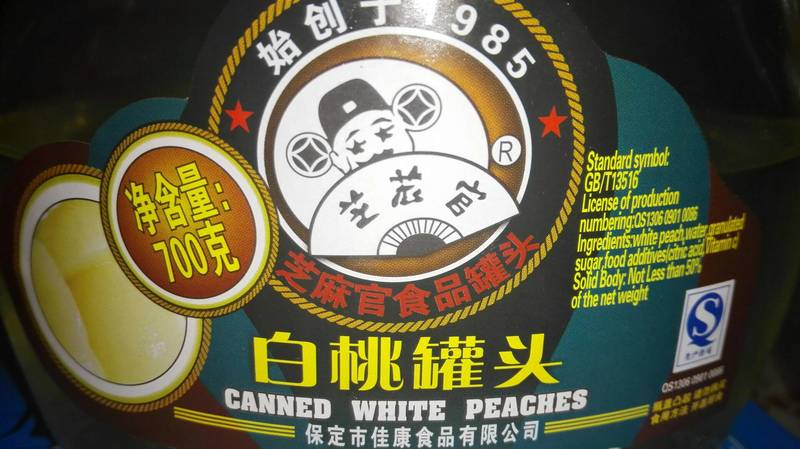 始创于1985
芝麻官
®
芝麻官食品罐头
净含量:
700克
Standard symbol:
GB/T13516
License of production
numbering:QS1306 0901 0086
Ingredients:white peach,water,granulated
sugar,food additives(citric acid,
Solid Body: Not Less than 50%
of the net weight
QS1306 0901 0086
白桃罐头
CANNED WHITE PEACHES
保定市佳康食品有限公司